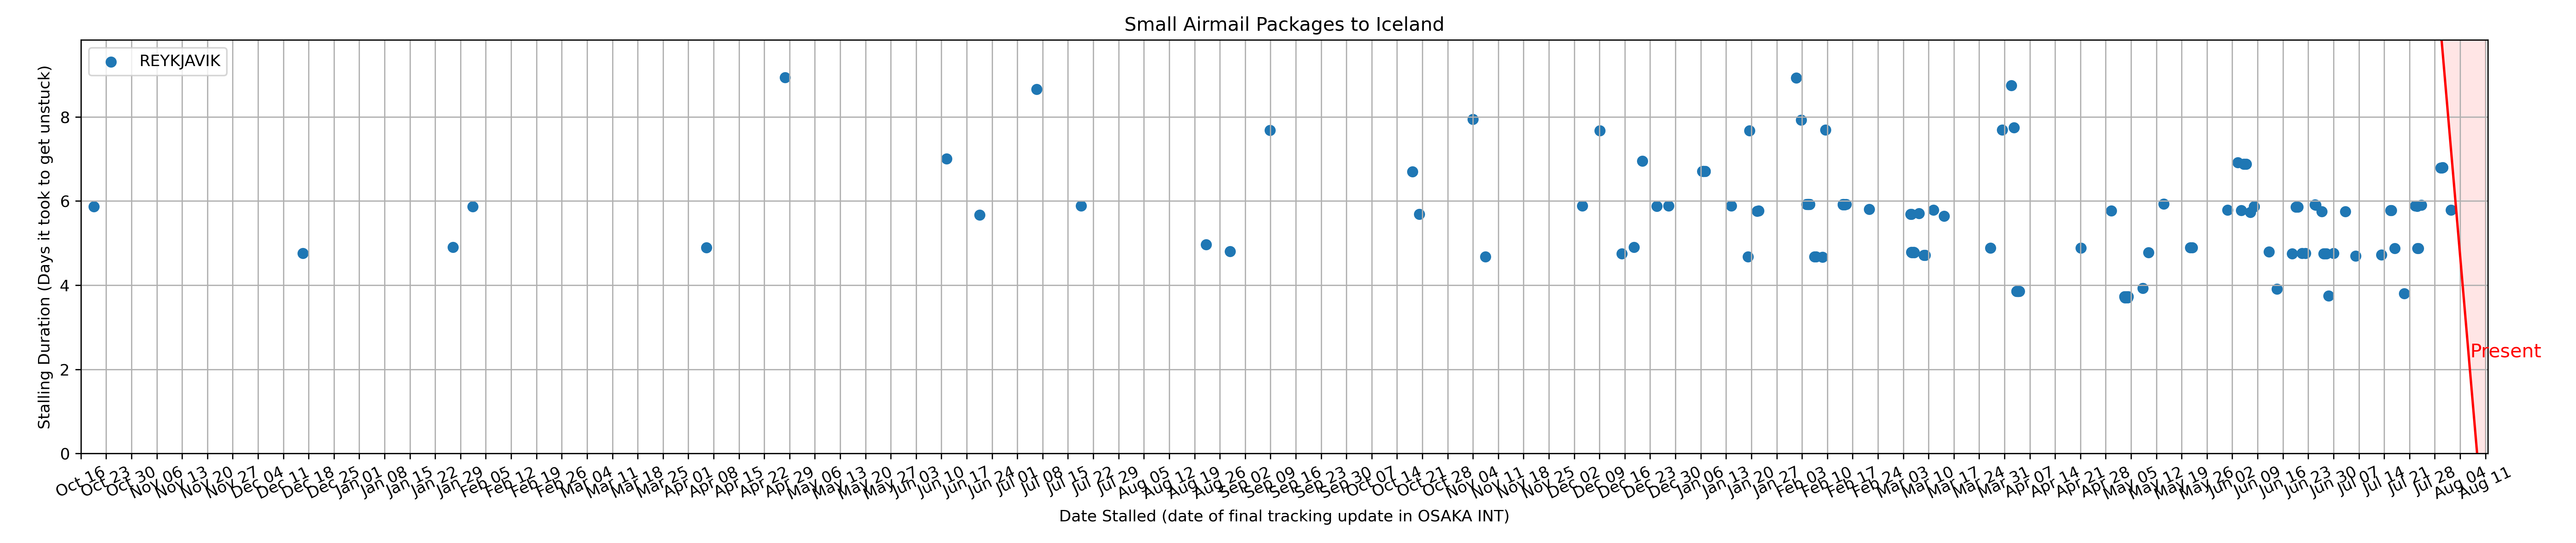 Small Airmail Packages to Iceland
REYKJAVIK
Stalling Duration (Days it took to get unstuck)
8
6
4
2
0
Present
Oct 16 Oct 23 Oct 30 Nov 06 Nov 13 Nov 20 Nov 27 Dec 04 Dec 11 Dec 18 Dec 25 Jan 01 Jan 08 Jan 15 Jan 22 Jan 29 Feb 05 Feb 12 Feb 19 Feb 26 Mar 04 Mar 11 Mar 18 Mar 25 Apr 01 Apr 08 Apr 15 Apr 22 Apr 29 May 06 May 13 May 20 May 27 Jun 03 Jun 10 Jun 17 Jun 24 Jul 01 Jul 08 Jul 15 Jul 22 Jul 29 Aug 05 Aug 12 Aug 19 Aug 26 Sep 02 Sep 09 Sep 16 Sep 23 Sep 30 Oct 07 Oct 14 Oct 21 Oct 28 Nov 04 Nov 11 Nov 18 Nov 25 Dec 02 Dec 09 Dec 16 Dec 23 Dec 30 Jan 06 Jan 13 Jan 20 Jan 27 Feb 03 Feb 10 Feb 17 Feb 24 Mar 03 Mar 10 Mar 17 Mar 24 Mar 31 Apr 07 Apr 14 Apr 21 Apr 28 May 05 May 12 May 19 May 26 Jun 02 Jun 09 Jun 16 Jun 23 Jun 30 Jul 07 Jul 14 Jul 21 Jul 28 Aug 04 Aug 11
Date Stalled (date of final tracking update in OSAKA INT)